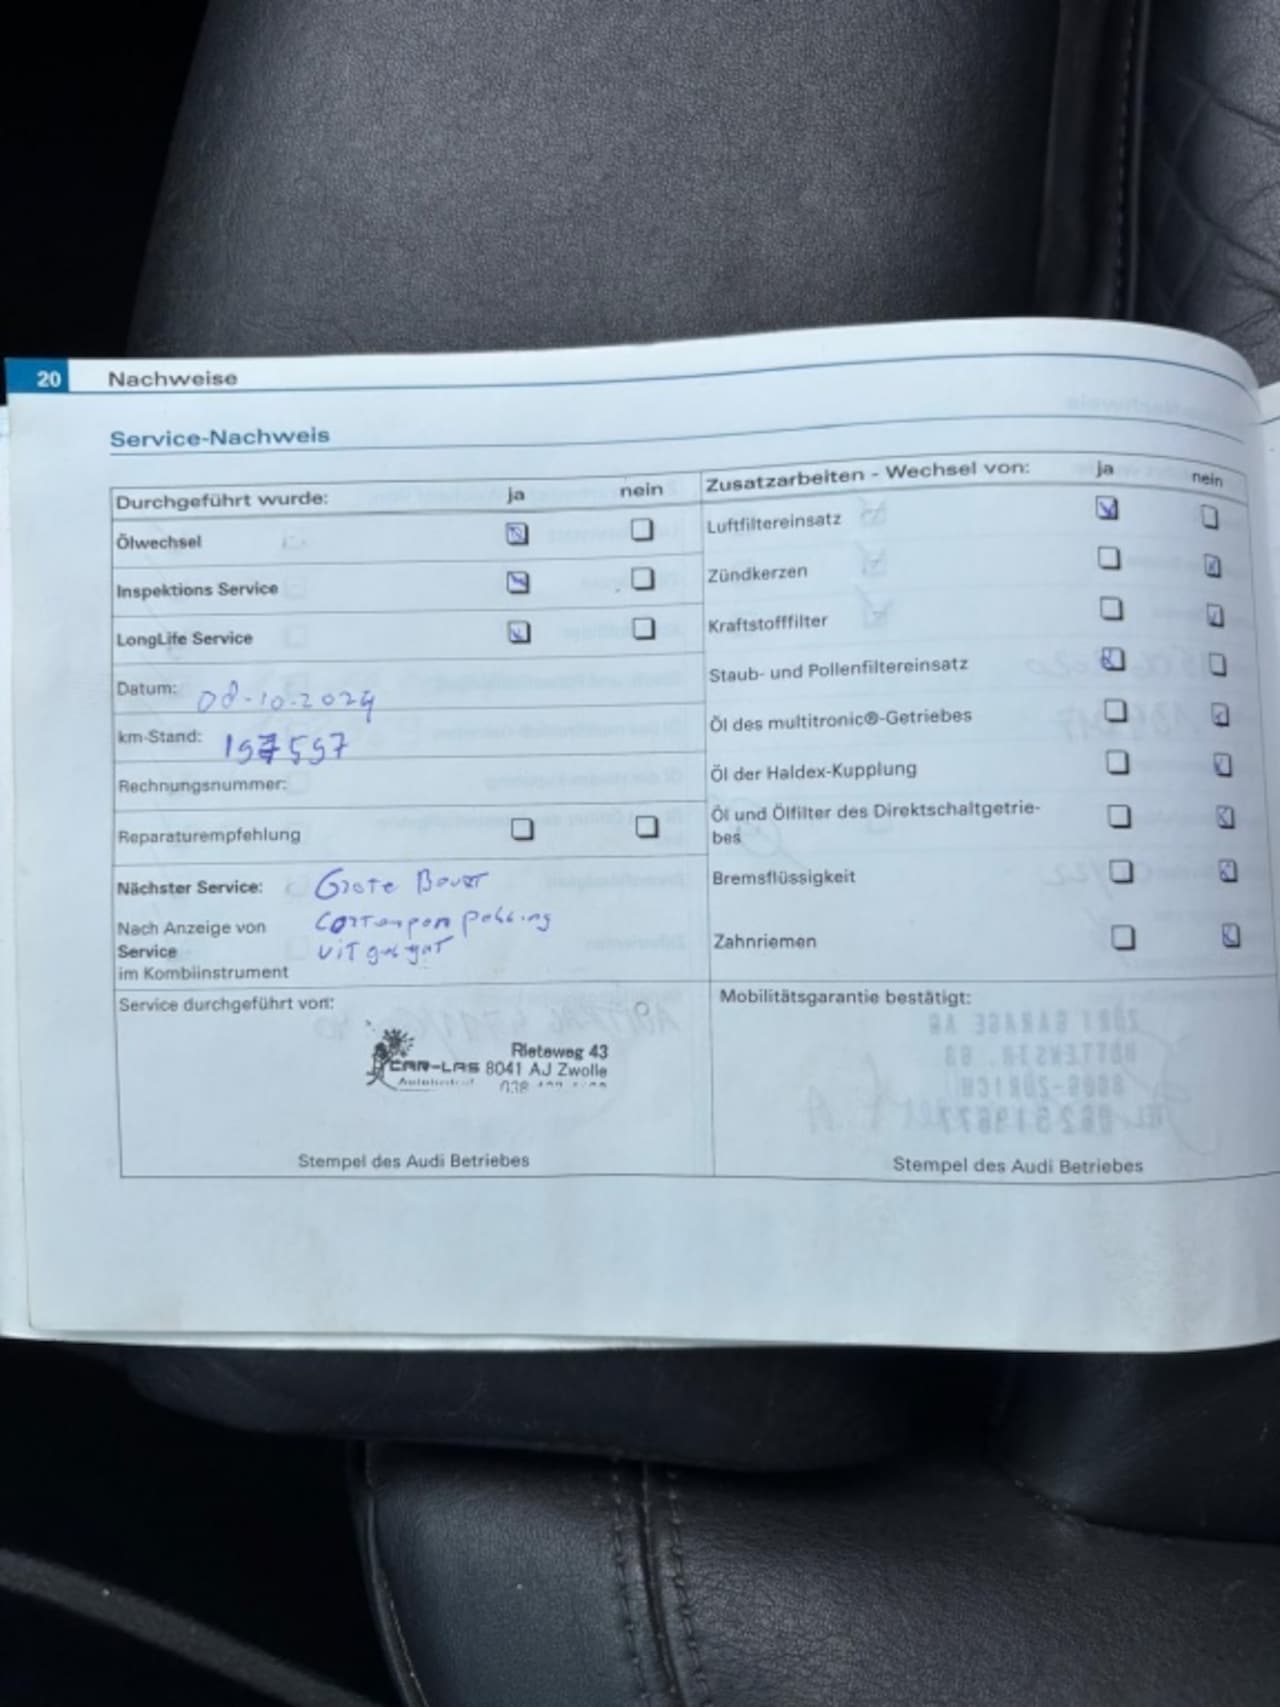 20 Nachweise
Service-Nachweis
Durchgeführt wurde: ja nein
Ölwechsel
Inspektions Service
LongLife Service
Datum: 08-10-2024
km-Stand: 197597
Rechnungsnummer:
Reparaturempfehlung
Nächster Service: Grote Beurt
Nach Anzeige von
Service
im Kombiinstrument
Service durchgeführt von:
Rieteweg 43
CAR-LAS 8041 AJ Zwolle
038
Stempel des Audi Betriebes
Zusatzarbeiten - Wechsel von: ja nein
Luftfiltereinsatz
Zündkerzen
Kraftstofffilter
Staub- und Pollenfiltereinsatz
Öl des multitronic®-Getriebes
Öl der Haldex-Kupplung
Öl und Ölfilter des Direktschaltgetrie-
bes
Bremsflüssigkeit
Zahnriemen
Mobilitätsgarantie bestätigt:
Stempel des Audi Betriebes